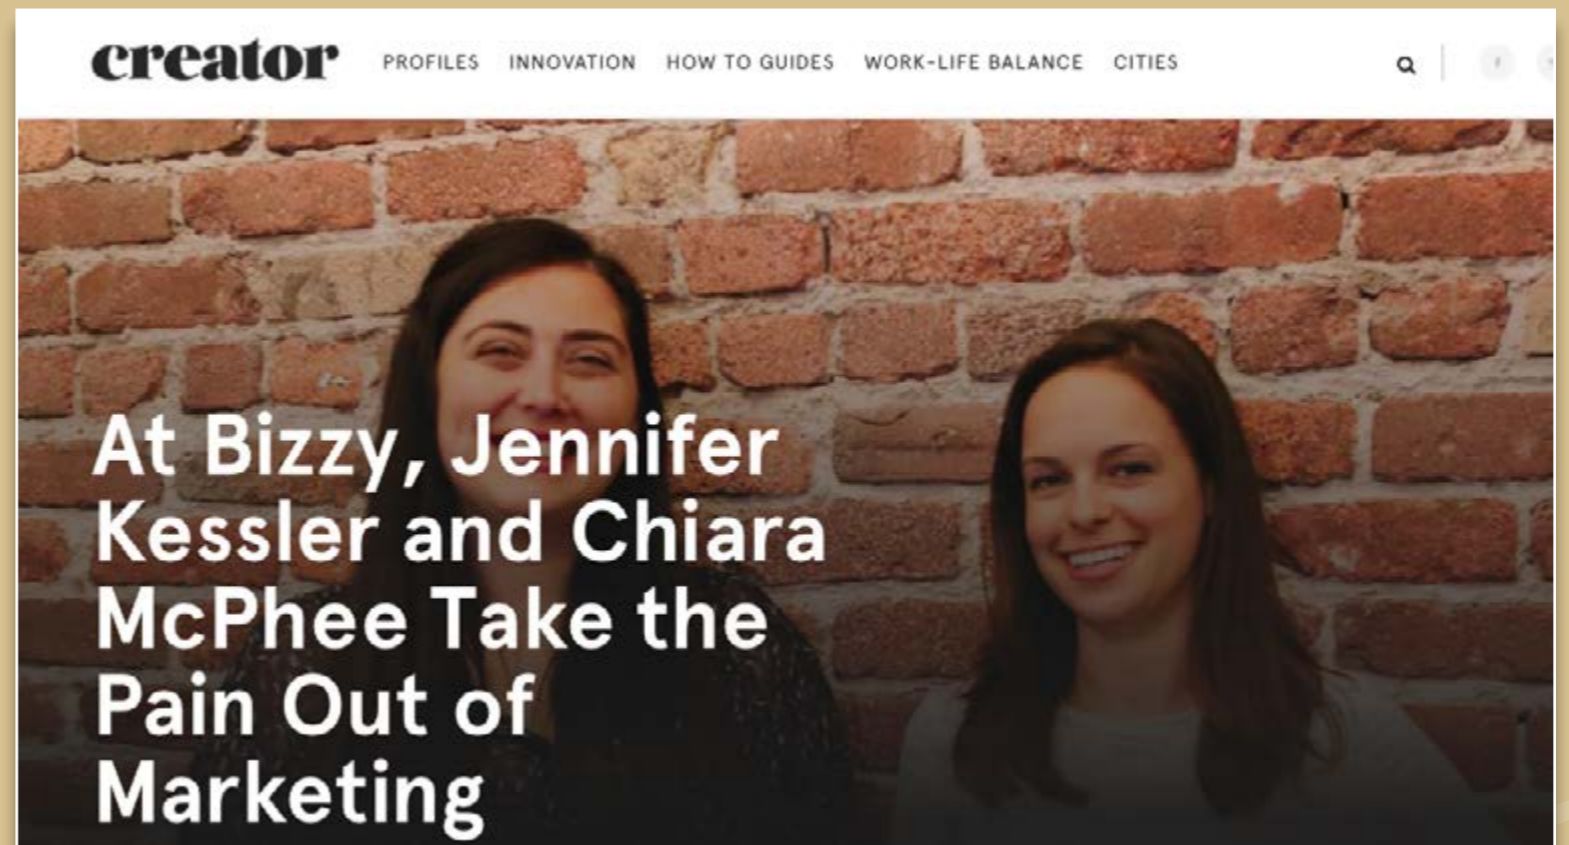 creator PROFILES INNOVATION HOW TO GUIDES WORK-LIFE BALANCE CITIES
At Bizzy, Jennifer
Kessler and Chiara
McPhee Take the
Pain Out of
Marketing